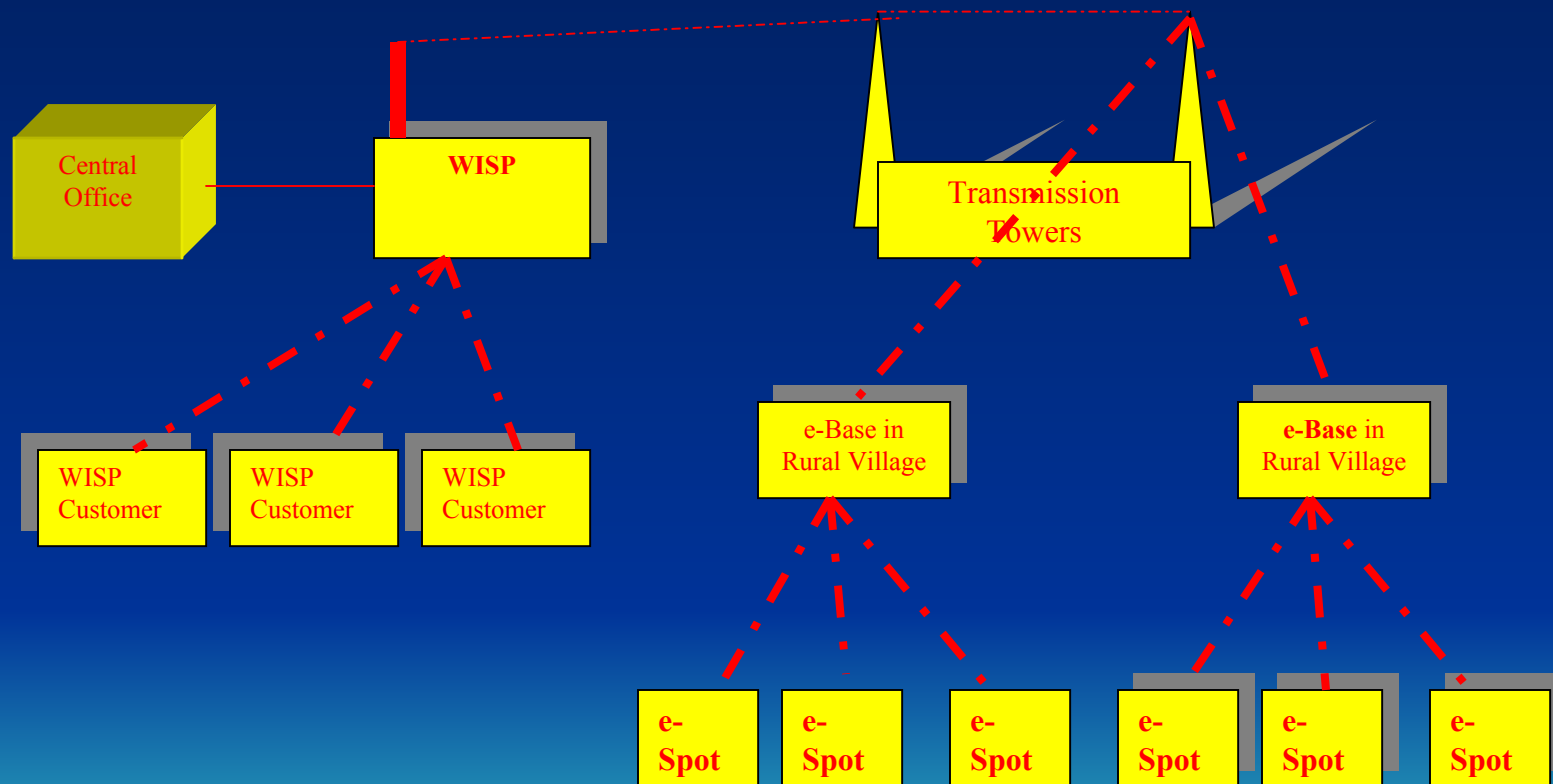 Central
Office
WISP
Transmission
Towers
WISP
Customer
WISP
Customer
WISP
Customer
e-Base in
Rural Village
e-Base in
Rural Village
e-
Spot
e-
Spot
e-
Spot
e-
Spot
e-
Spot
e-
Spot